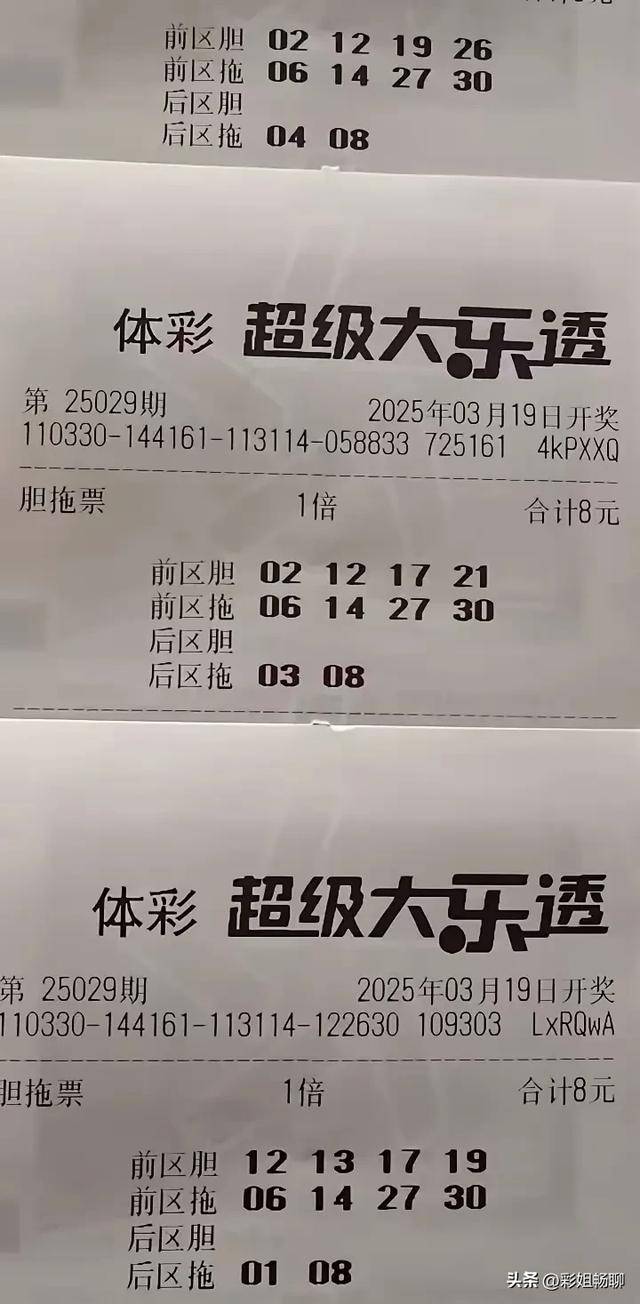 前区胆 02 12 19 26
前区拖 06 14 27 30
后区胆
后区拖 04 08
体彩 超级大乐透
第 25029期 2025年03月19日开奖
110330-144161-113114-058833 725161 4kPXXQ
胆拖票 1倍 合计8元
前区胆 02 12 17 21
前区拖 06 14 27 30
后区胆
后区拖 03 08
体彩 超级大乐透
第 25029期 2025年03月19日开奖
110330-144161-113114-122630 109303 LxRQwA
胆拖票 1倍 合计8元
前区胆 12 13 17 19
前区拖 06 14 27 30
后区胆
后区拖 01 08
头条 @彩姐畅聊